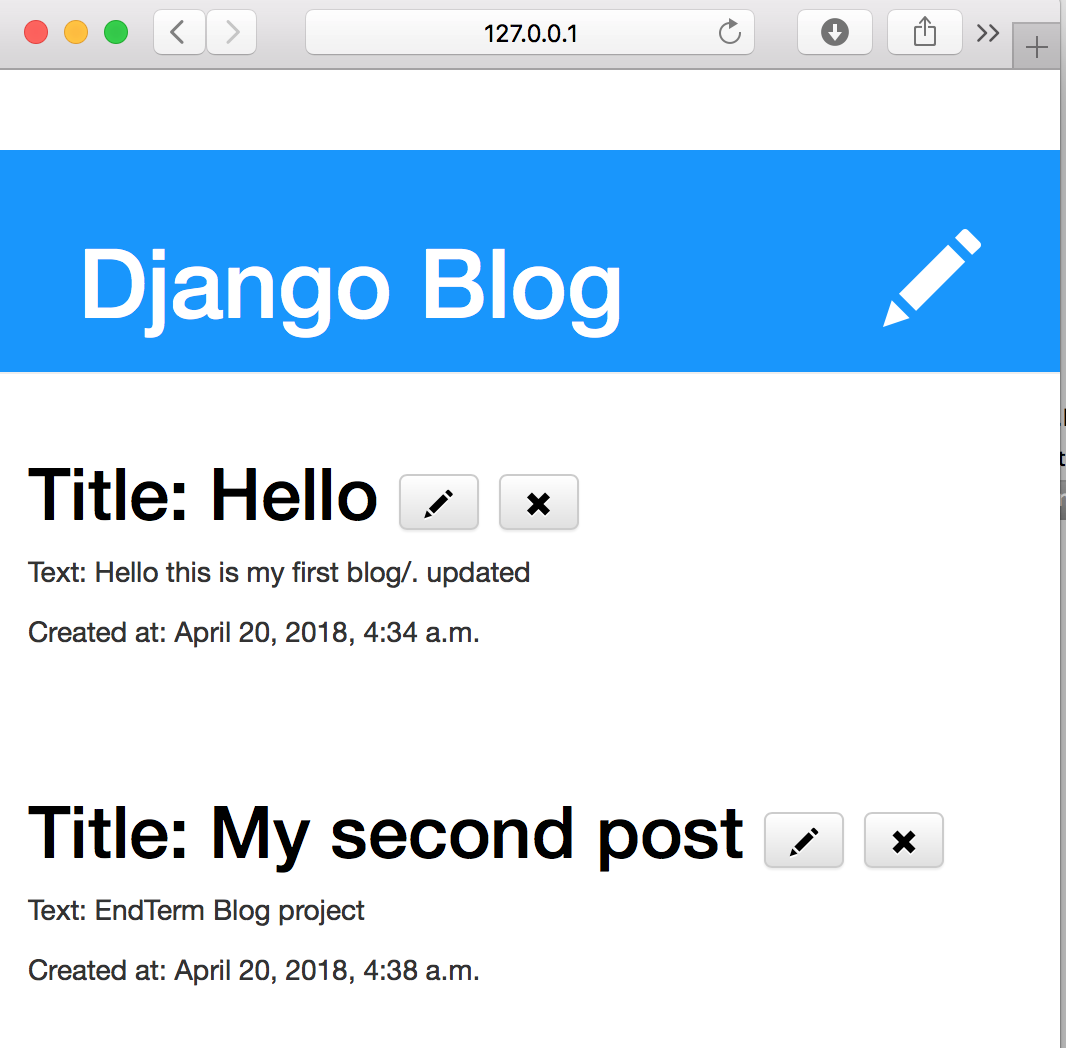 127.0.0.1
Django Blog
Title: Hello
Text: Hello this is my first blog/. updated
Created at: April 20, 2018, 4:34 a.m.
Title: My second post
Text: EndTerm Blog project
Created at: April 20, 2018, 4:38 a.m.